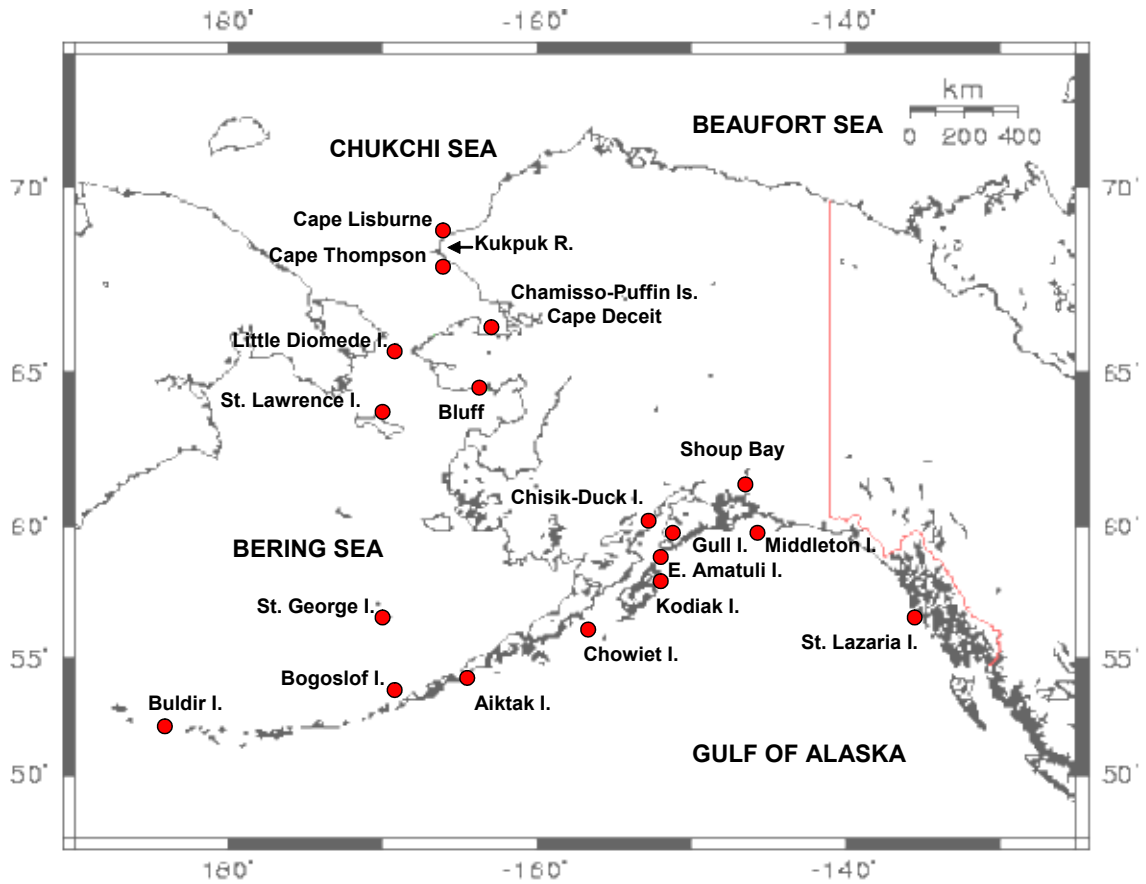 180° -160° -140°
km
0 200 400
BEAUFORT SEA
CHUKCHI SEA
70° 70°
Cape Lisburne
Kukpuk R.
Cape Thompson
Chamisso-Puffin Is.
Cape Deceit
Little Diomede I.
65° 65°
St. Lawrence I.
Bluff
Shoup Bay
Chisik-Duck I.
60° 60°
BERING SEA
Gull I.
Middleton I.
E. Amatuli I.
St. George I.
Kodiak I.
St. Lazaria I.
Chowiet I.
55° 55°
Bogoslof I.
Buldir I.
Aiktak I.
GULF OF ALASKA
50° 50°
180° -160° -140°